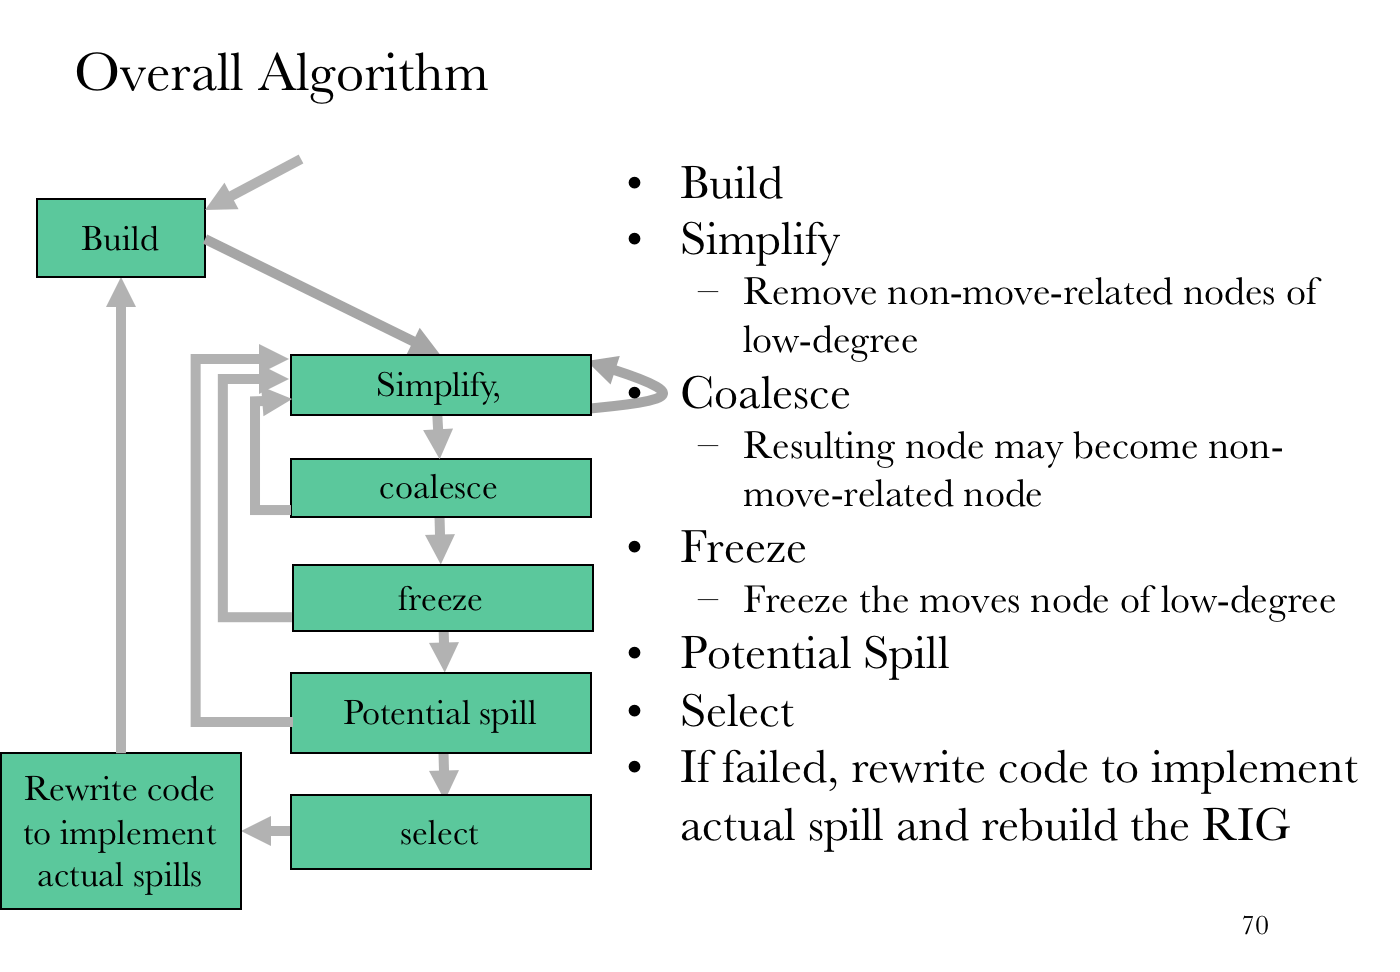 Overall Algorithm
Build
Simplify,
coalesce
freeze
Potential spill
select
Rewrite code
to implement
actual spills
• Build
• Simplify
– Remove non-move-related nodes of
low-degree
• Coalesce
– Resulting node may become non-
move-related node
• Freeze
– Freeze the moves node of low-degree
• Potential Spill
• Select
• If failed, rewrite code to implement
actual spill and rebuild the RIG
70